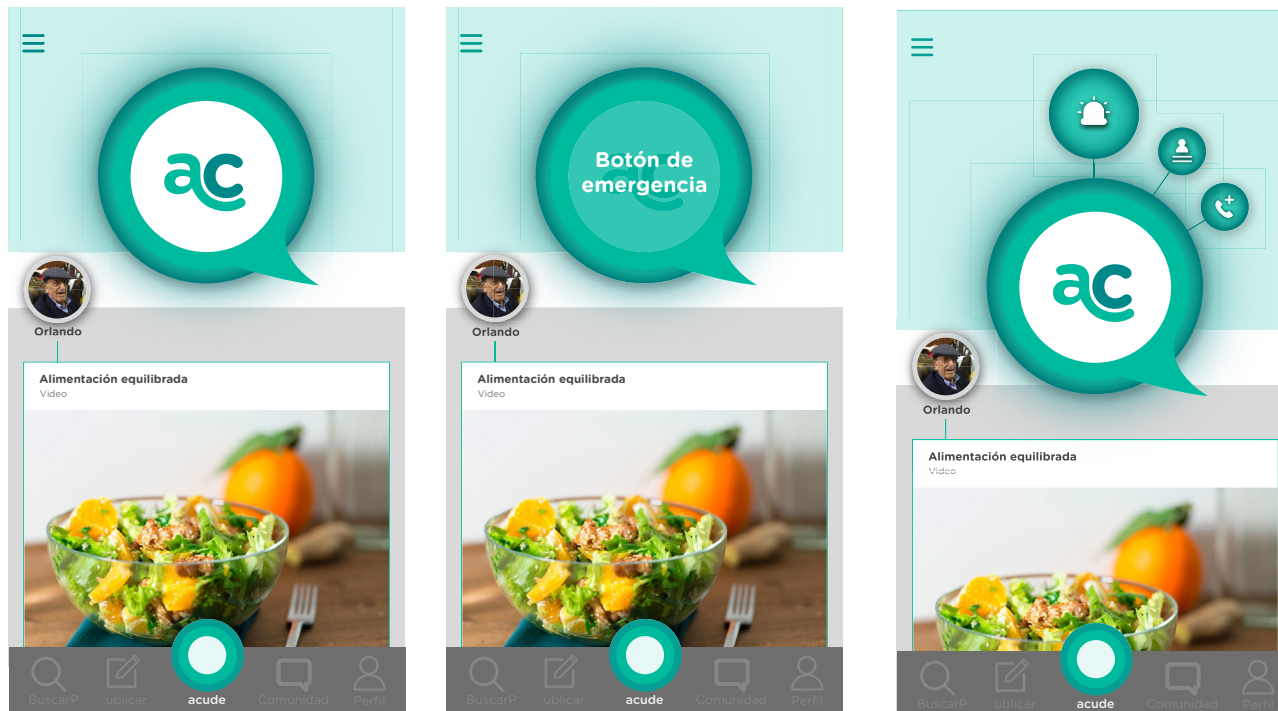 ac
Orlando
Alimentación equilibrada
Video
BuscarP
ublicar
acude
Comunidad
Perfil
Botón de
emergencia
Orlando
Alimentación equilibrada
Video
BuscarP
ublicar
acude
Comunidad
Perfil
ac
Orlando
Alimentación equilibrada
Video
BuscarP
ublicar
acude
Comunidad
Perfil